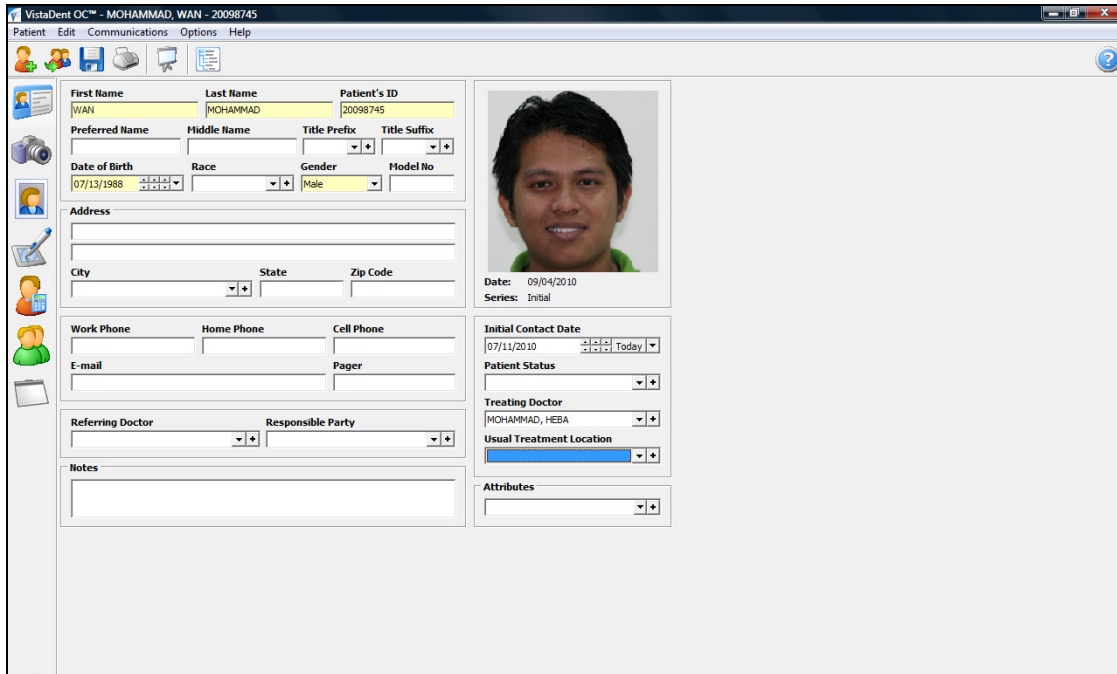 VistaDent OC™ - MOHAMMAD, WAN - 20098745
Patient Edit Communications Options Help
First Name Last Name Patient's ID
WAN MOHAMMAD 20098745
Preferred Name Middle Name Title Prefix Title Suffix
Date of Birth Race Gender Model No
07/13/1988 Male
Address
City State Zip Code
Work Phone Home Phone Cell Phone
E-mail Pager
Referring Doctor Responsible Party
Notes
Date: 09/04/2010
Series: Initial
Initial Contact Date
07/11/2010 Today
Patient Status
Treating Doctor
MOHAMMAD, HEBA
Usual Treatment Location
Attributes